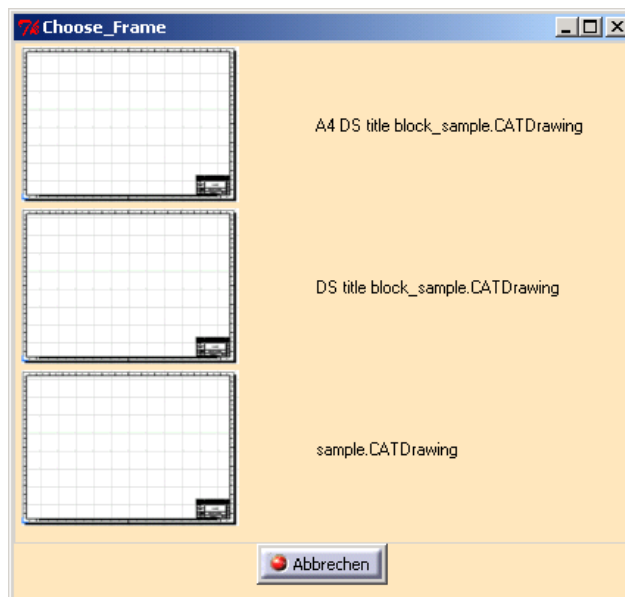 Choose_Frame
A4 DS title block_sample.CATDrawing
DS title block_sample.CATDrawing
sample.CATDrawing
Abbrechen